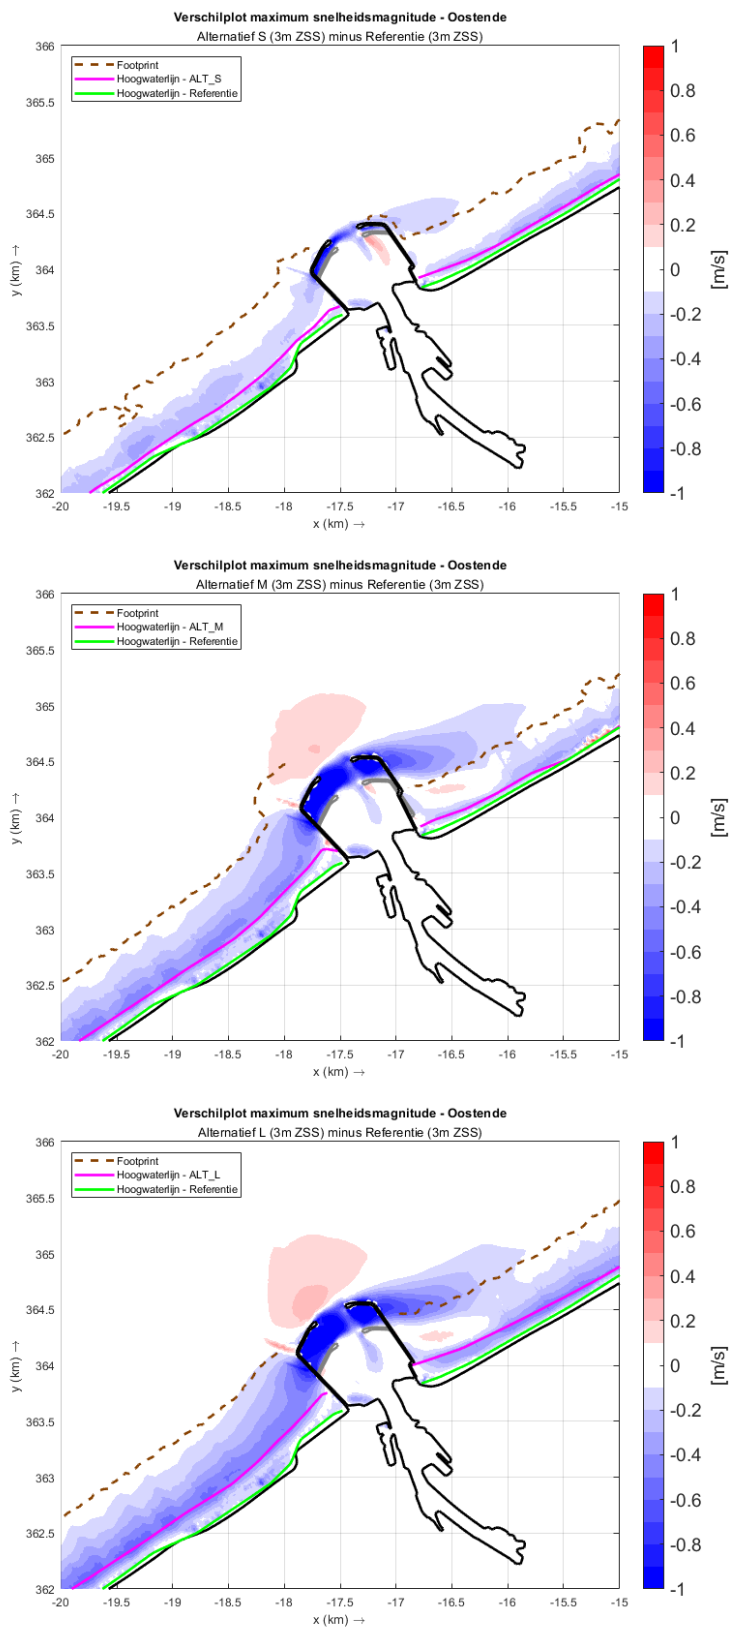 Verschilplot maximum snelheidsmagnitude - Oostende
Alternatief S (3m ZSS) minus Referentie (3m ZSS)
Footprint
Hoogwaterlijn - ALT_S
Hoogwaterlijn - Referentie
366
365.5
365
364.5
364
363.5
363
362.5
362
y (km) →
-20 -19.5 -19 -18.5 -18 -17.5 -17 -16.5 -16 -15.5 -15
x (km) →
1
0.8
0.6
0.4
0.2
0
-0.2
-0.4
-0.6
-0.8
-1
[m/s]
Verschilplot maximum snelheidsmagnitude - Oostende
Alternatief M (3m ZSS) minus Referentie (3m ZSS)
Footprint
Hoogwaterlijn - ALT_M
Hoogwaterlijn - Referentie
366
365.5
365
364.5
364
363.5
363
362.5
362
y (km) →
-20 -19.5 -19 -18.5 -18 -17.5 -17 -16.5 -16 -15.5 -15
x (km) →
1
0.8
0.6
0.4
0.2
0
-0.2
-0.4
-0.6
-0.8
-1
[m/s]
Verschilplot maximum snelheidsmagnitude - Oostende
Alternatief L (3m ZSS) minus Referentie (3m ZSS)
Footprint
Hoogwaterlijn - ALT_L
Hoogwaterlijn - Referentie
366
365.5
365
364.5
364
363.5
363
362.5
362
y (km) →
-20 -19.5 -19 -18.5 -18 -17.5 -17 -16.5 -16 -15.5 -15
x (km) →
1
0.8
0.6
0.4
0.2
0
-0.2
-0.4
-0.6
-0.8
-1
[m/s]